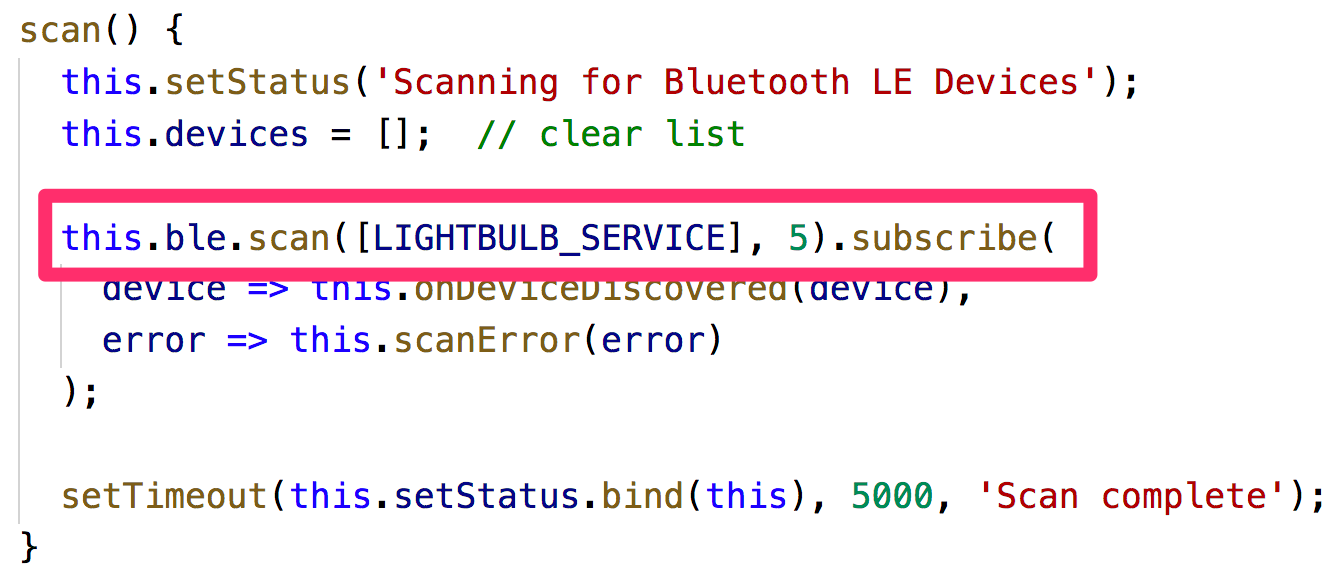 scan() {
this.setStatus('Scanning for Bluetooth LE Devices');
this.devices = [];  // clear list
this.ble.scan([LIGHTBULB_SERVICE], 5).subscribe(
device => this.onDeviceDiscovered(device),
error => this.scanError(error)
);
setTimeout(this.setStatus.bind(this), 5000, 'Scan complete');
}